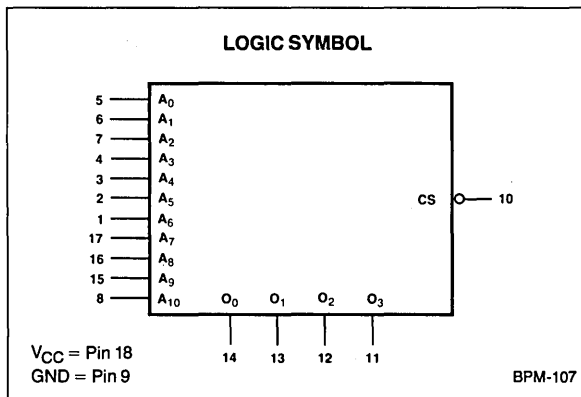 LOGIC SYMBOL
5 A0
6 A1
7 A2
4 A3
3 A4
2 A5
CS 10
1 A6
17 A7
16 A8
15 A9
8 A10 O0 O1 O2 O3
14 13 12 11
VCC = Pin 18
GND = Pin 9
BPM-107